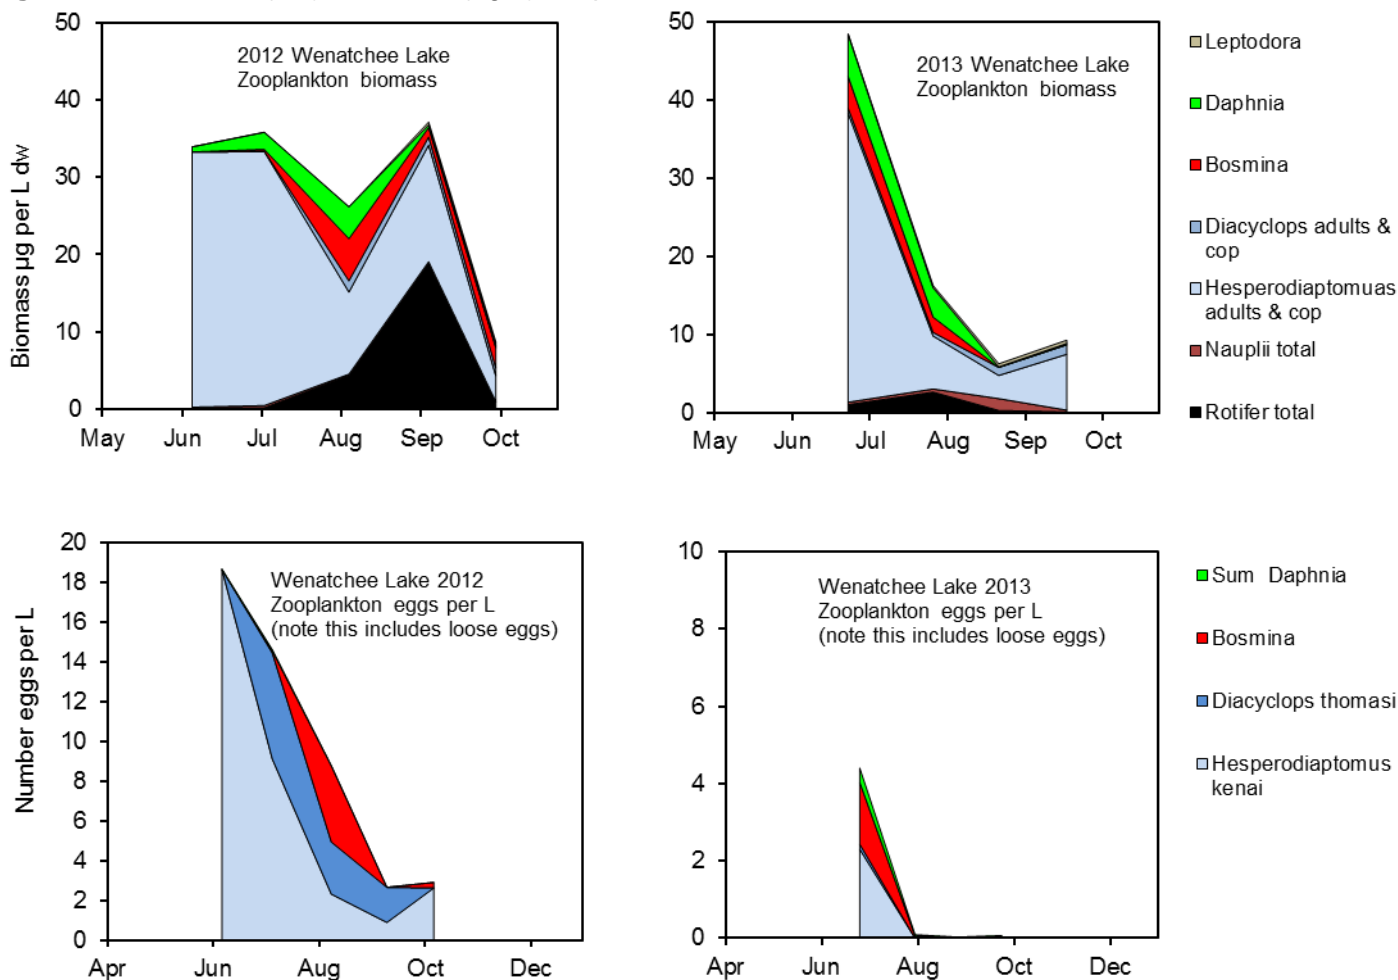 50
40
30
20
10
0
Biomass µg per L dw
2012 Wenatchee Lake
Zooplankton biomass
May Jun Jul Aug Sep Oct
50
40
30
20
10
0
2013 Wenatchee Lake
Zooplankton biomass
May Jun Jul Aug Sep Oct
Leptodora
Daphnia
Bosmina
Diacyclops adults &
cop
Hesperodiaptomuas
adults & cop
Nauplii total
Rotifer total
20
18
16
14
12
10
8
6
4
2
0
Number eggs per L
Wenatchee Lake 2012
Zooplankton eggs per L
(note this includes loose eggs)
Apr Jun Aug Oct Dec
10
8
6
4
2
0
Wenatchee Lake 2013
Zooplankton eggs per L
(note this includes loose eggs)
Apr Jun Aug Oct Dec
Sum Daphnia
Bosmina
Diacyclops thomasi
Hesperodiaptomus
kenai